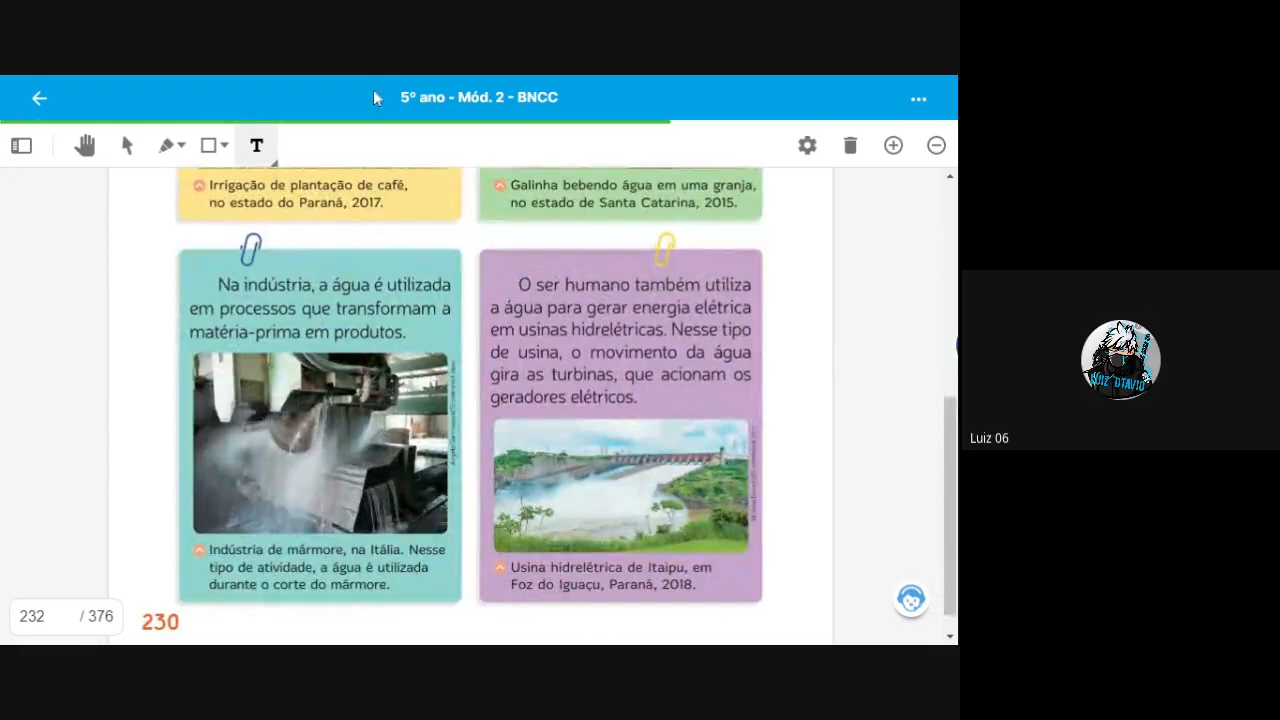 5º ano - Mód. 2 - BNCC
T
Irrigação de plantação de café,
no estado do Paraná, 2017.
Galinha bebendo água em uma granja,
no estado de Santa Catarina, 2015.
Na indústria, a água é utilizada
em processos que transformam a
matéria-prima em produtos.
Indústria de mármore, na Itália. Nesse
tipo de atividade, a água é utilizada
durante o corte do mármore.
O ser humano também utiliza
a água para gerar energia elétrica
em usinas hidrelétricas. Nesse tipo
de usina, o movimento da água
gira as turbinas, que acionam os
geradores elétricos.
Usina hidrelétrica de Itaipu, em
Foz do Iguaçu, Paraná, 2018.
232 / 376
230
LUIZ OTAVIO
Luiz 06